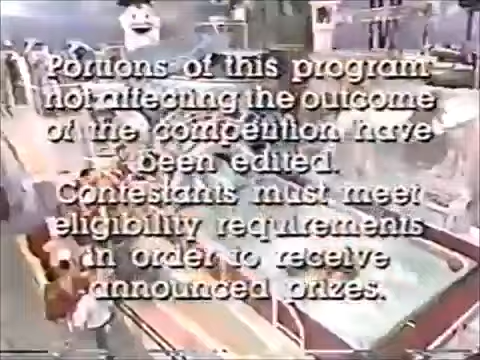 Portions of this program
not affecting the outcome
of the competition have
been edited.
Contestants must meet
eligibility requirements
in order to receive
announced prizes.